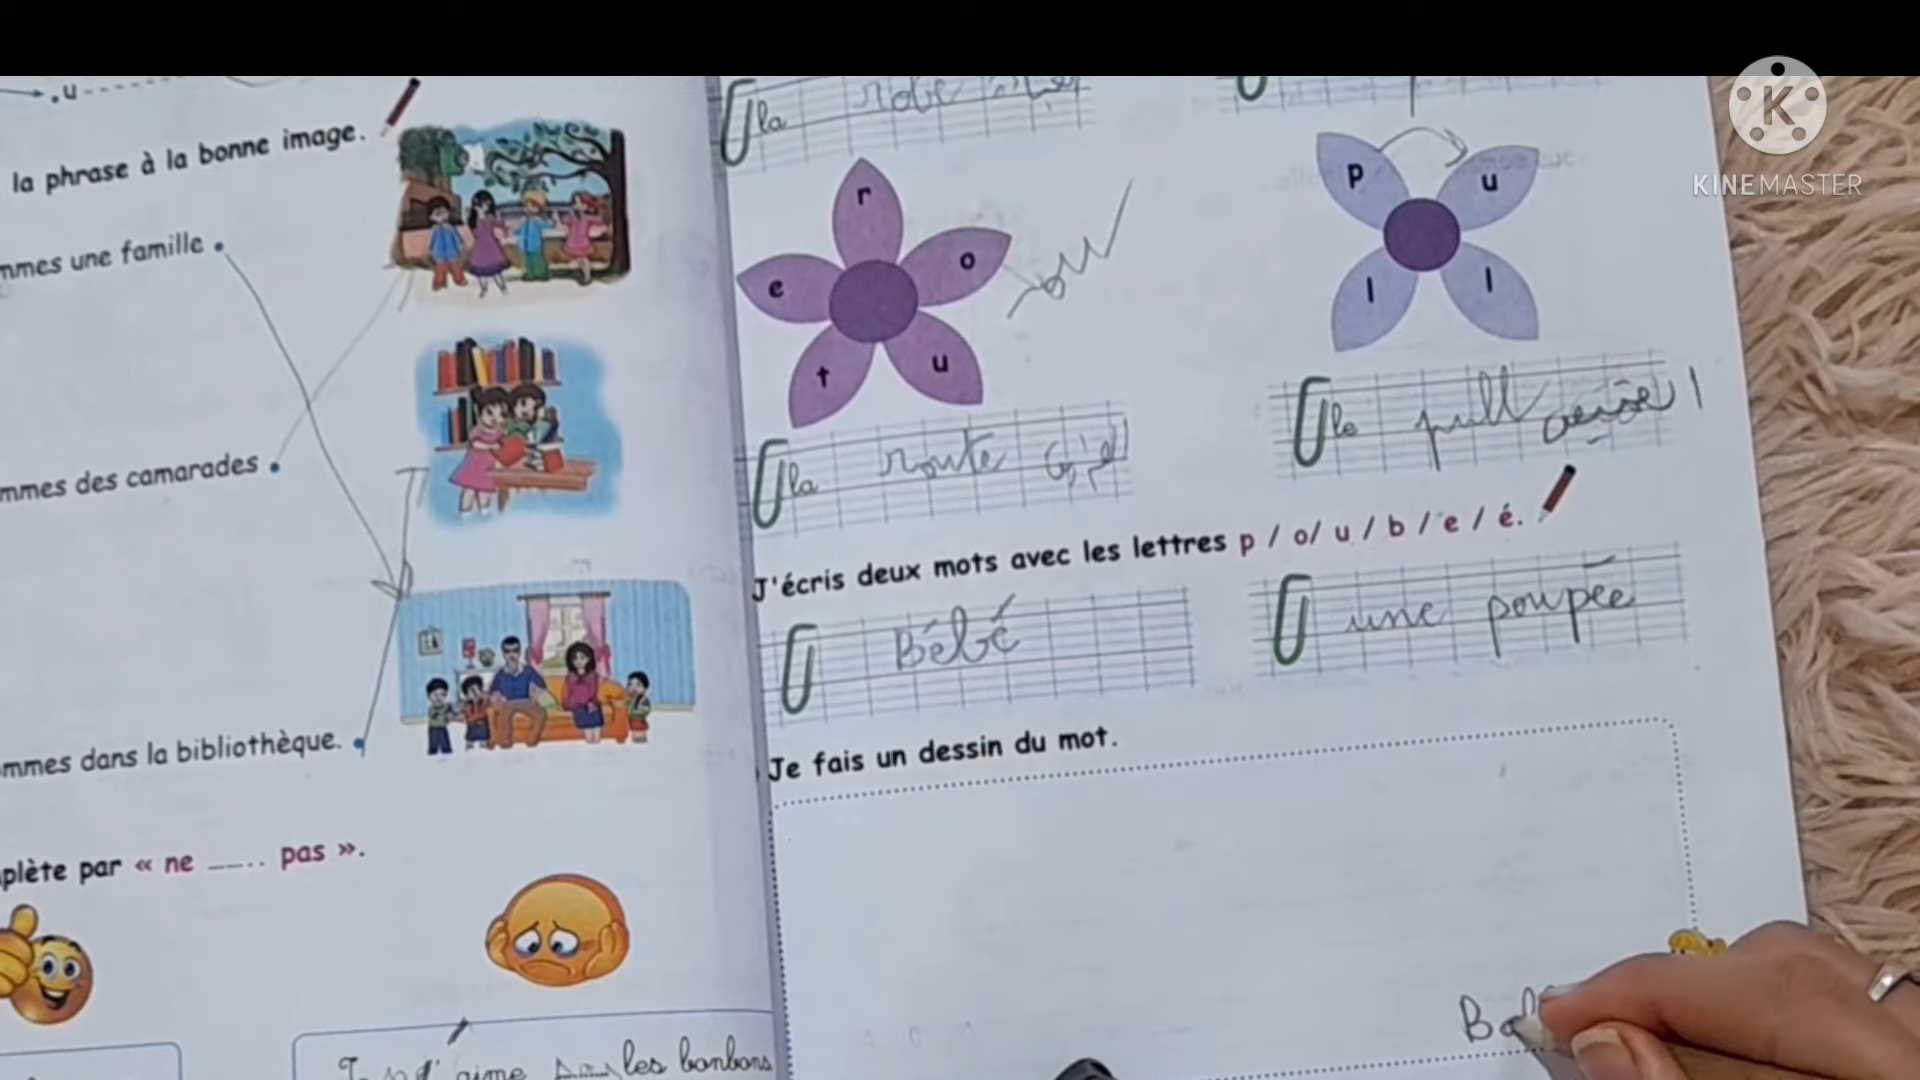 u
la phrase à la bonne image.
mmes une famille
mmes des camarades
mmes dans la bibliothèque.
plète par « ne ..... pas ».
aime pas les bonbons
la robe
r
o
u
t
e
ou
la route
p
u
l
l
le pull
J'écris deux mots avec les lettres p / o/ u / b / e / é.
Bébé
une poupée
Je fais un dessin du mot.
KINEMASTER